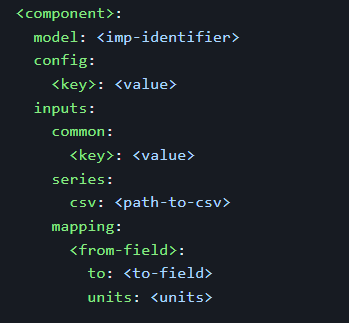 <component>:
  model: <imp-identifier>
  config:
    <key>: <value>
  inputs:
    common:
      <key>: <value>
    series:
      csv: <path-to-csv>
    mapping:
      <from-field>:
        to: <to-field>
        units: <units>